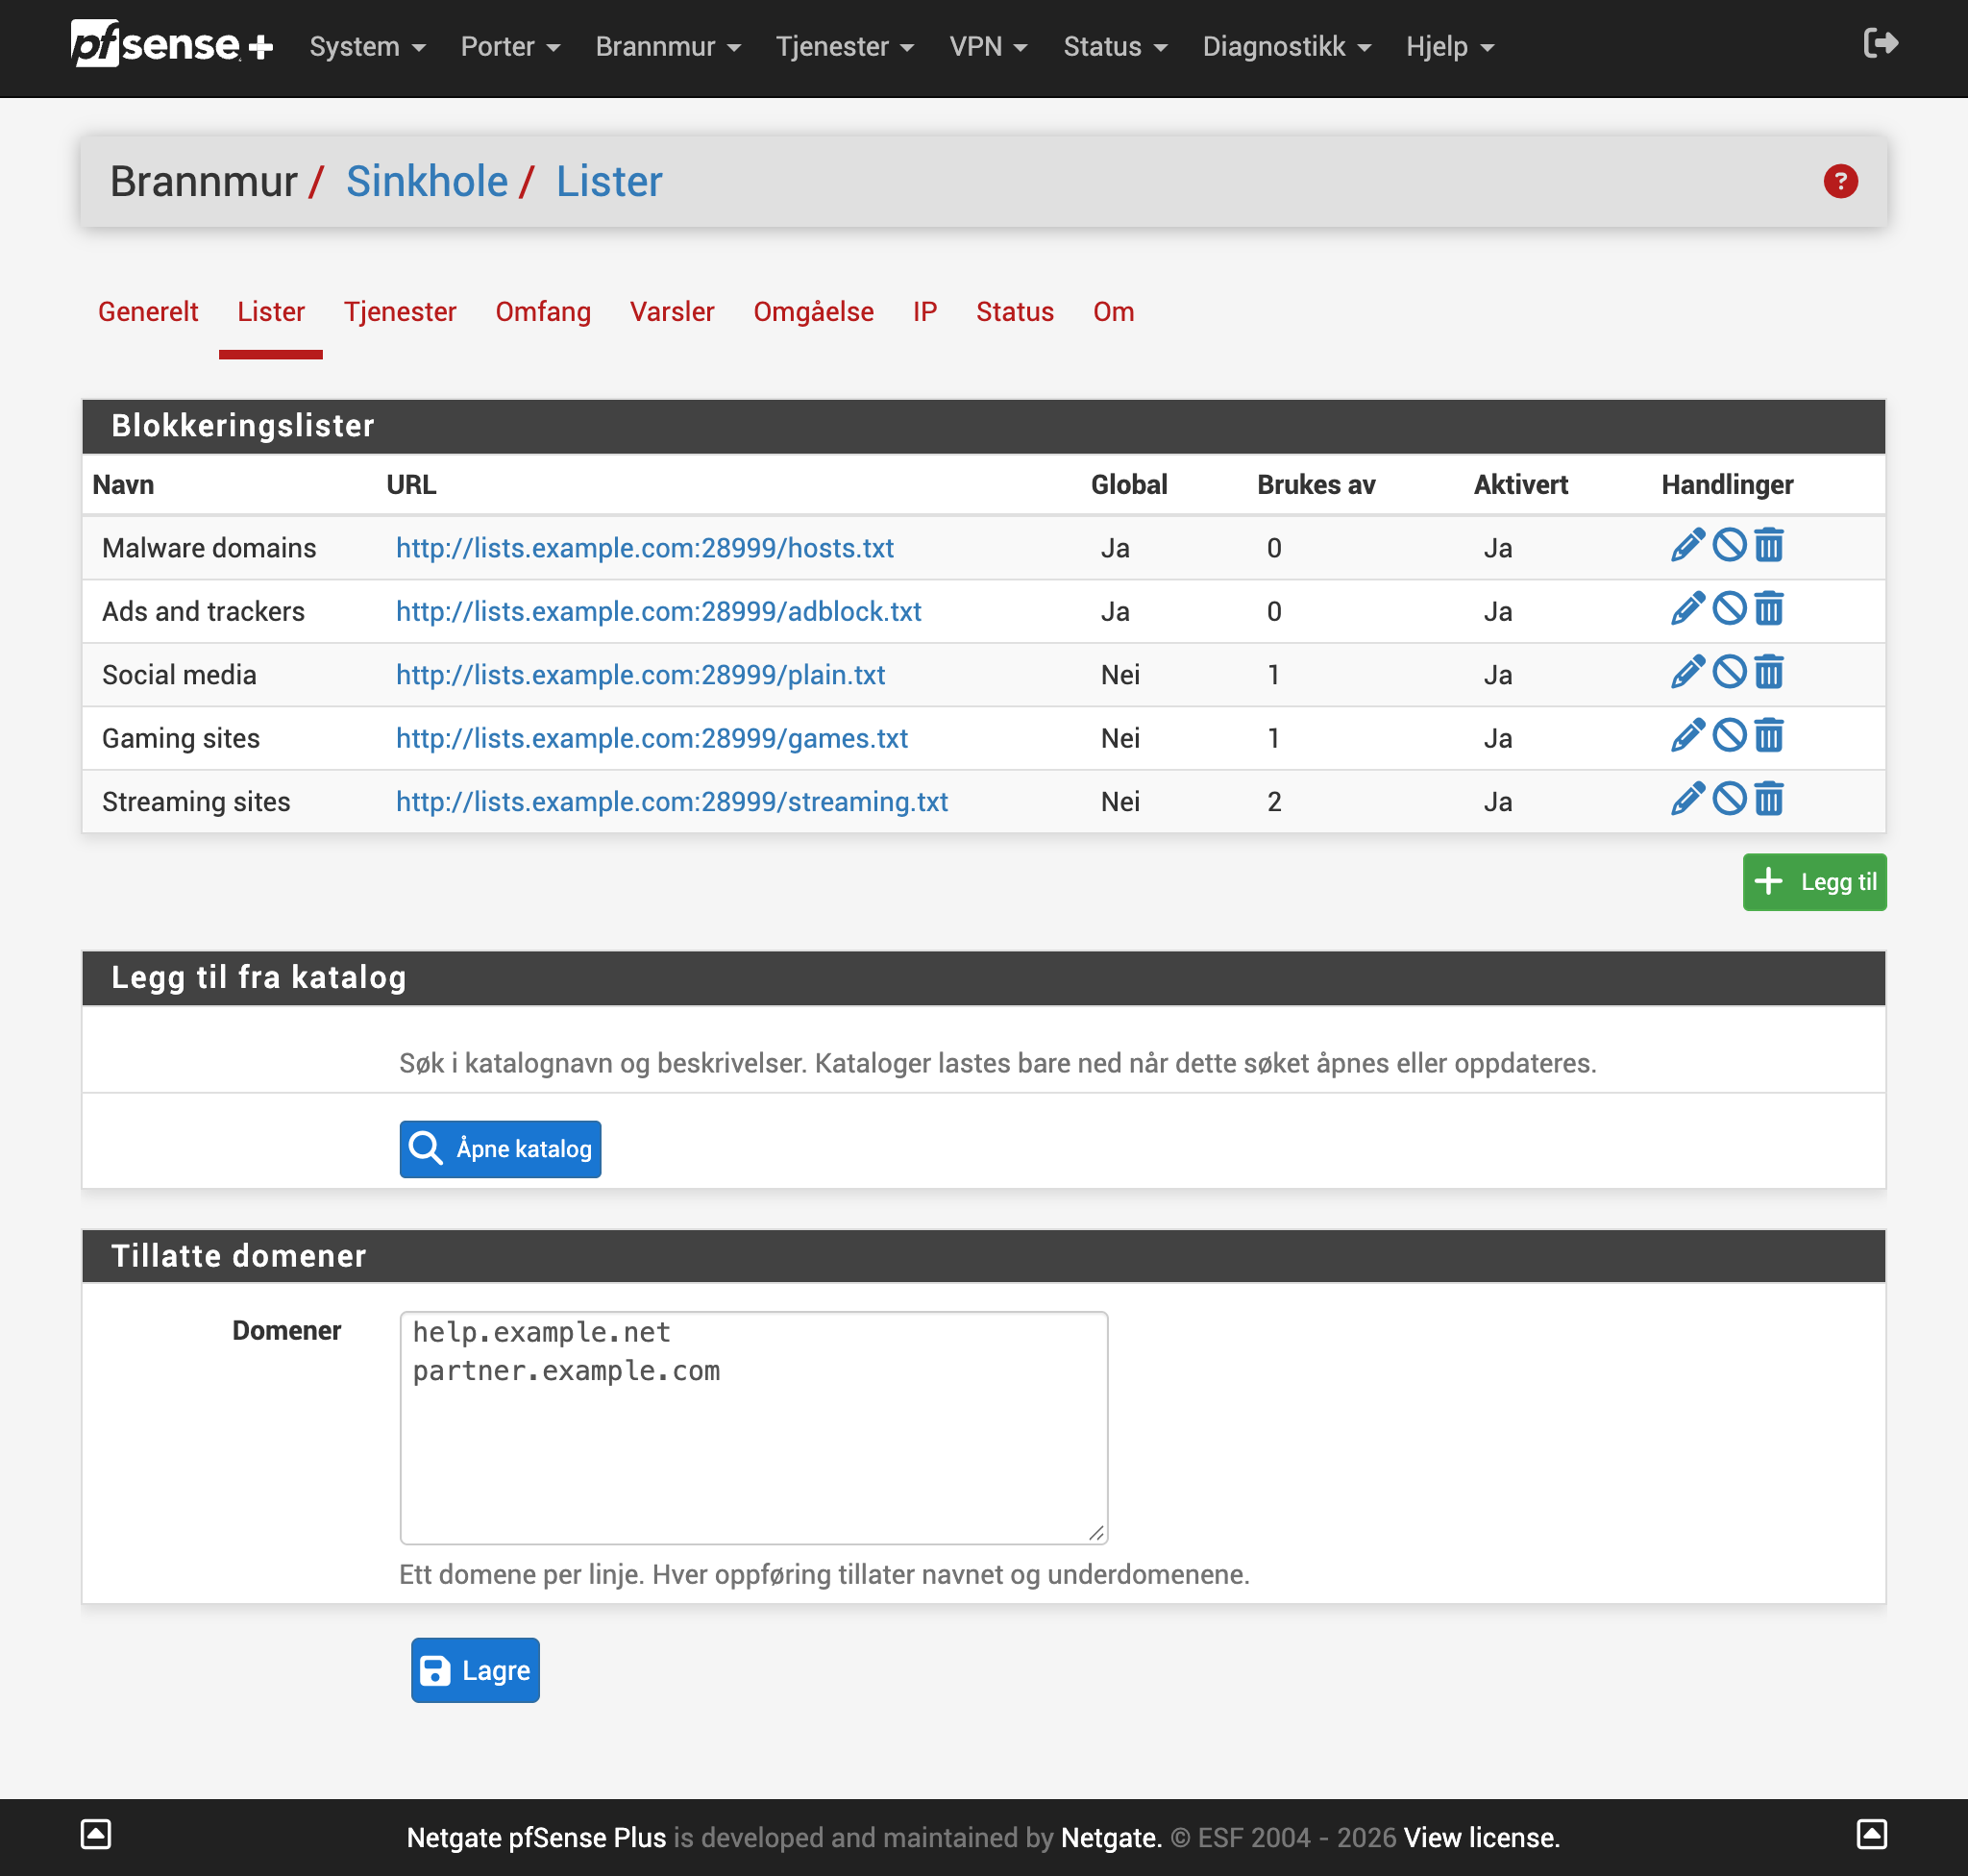 pfsense+ System Porter Brannmur Tjenester VPN Status Diagnostikk Hjelp
Brannmur / Sinkhole / Lister
Generelt Lister Tjenester Omfang Varsler Omgåelse IP Status Om
Blokkeringslister
Navn URL Global Brukes av Aktivert Handlinger
Malware domains http://lists.example.com:28999/hosts.txt Ja 0 Ja
Ads and trackers http://lists.example.com:28999/adblock.txt Ja 0 Ja
Social media http://lists.example.com:28999/plain.txt Nei 1 Ja
Gaming sites http://lists.example.com:28999/games.txt Nei 1 Ja
Streaming sites http://lists.example.com:28999/streaming.txt Nei 2 Ja
Legg til
Legg til fra katalog
Søk i katalognavn og beskrivelser. Kataloger lastes bare ned når dette søket åpnes eller oppdateres.
Åpne katalog
Tillatte domener
Domener
help.example.net
partner.example.com
Ett domene per linje. Hver oppføring tillater navnet og underdomenene.
Lagre
Netgate pfSense Plus is developed and maintained by Netgate. © ESF 2004 - 2026 View license.